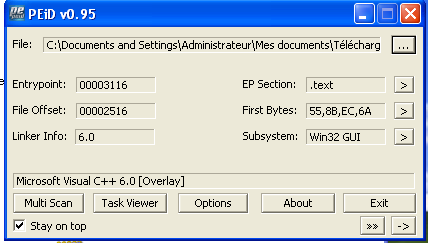 PEiD v0.95
File: C:\Documents and Settings\Administrateur\Mes documents\Télécharg ...
Entrypoint: 00003116 EP Section: .text >
File Offset: 00002516 First Bytes: 55,8B,EC,6A >
Linker Info: 6.0 Subsystem: Win32 GUI >
Microsoft Visual C++ 6.0 [Overlay]
Multi Scan Task Viewer Options About Exit
Stay on top >> ->